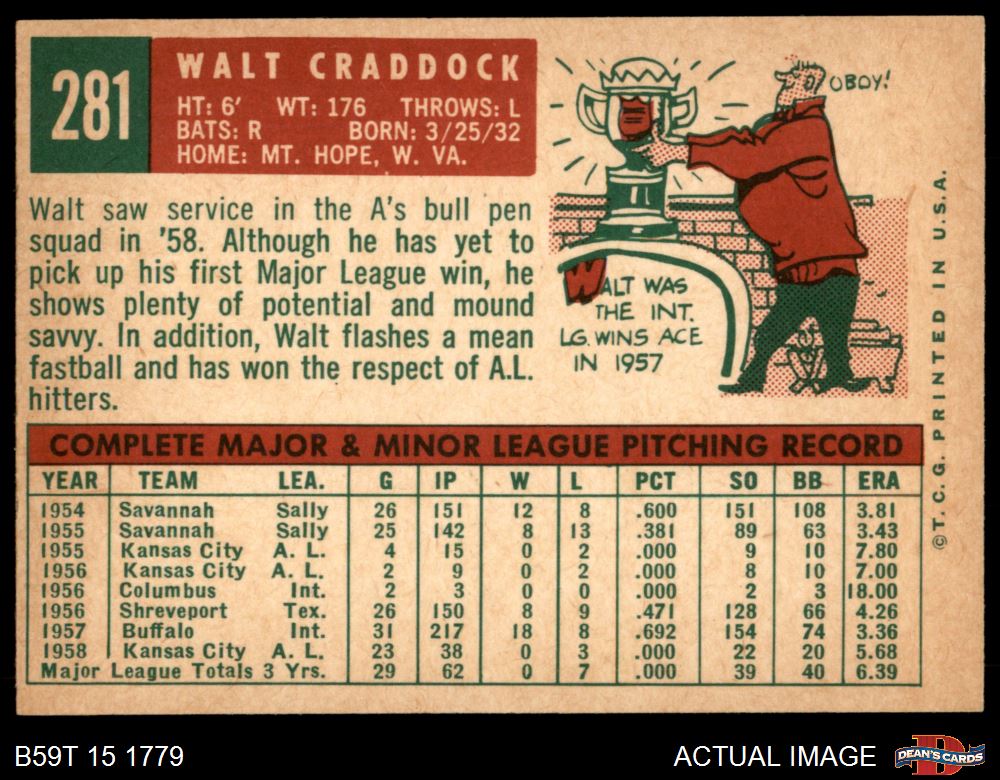 281
WALT CRADDOCK
HT: 6' WT: 176 THROWS: L
BATS: R BORN: 3/25/32
HOME: MT. HOPE, W. VA.
OBOY!
Walt saw service in the A's bull pen
squad in '58. Although he has yet to
pick up his first Major League win, he
shows plenty of potential and mound
savvy. In addition, Walt flashes a mean
fastball and has won the respect of A.L.
hitters.
WALT WAS
THE INT.
LG. WINS ACE
IN 1957
COMPLETE MAJOR & MINOR LEAGUE PITCHING RECORD
YEAR TEAM LEA. G IP W L PCT SO BB ERA
1954 Savannah Sally 26 151 12 8 .600 151 108 3.81
1955 Savannah Sally 25 142 8 13 .381 89 63 3.43
1955 Kansas City A. L. 4 15 0 2 .000 9 10 7.80
1956 Kansas City A. L. 2 9 0 2 .000 8 10 7.00
1956 Columbus Int. 2 3 0 0 .000 2 3 18.00
1956 Shreveport Tex. 26 150 8 9 .471 128 66 4.26
1957 Buffalo Int. 31 217 18 8 .692 154 74 3.36
1958 Kansas City A. L. 23 38 0 3 .000 22 20 5.68
Major League Totals 3 Yrs. 29 62 0 7 .000 39 40 6.39
©T. C. G. PRINTED IN U.S.A.
B59T 15 1779
ACTUAL IMAGE
DEAN'S CARDS